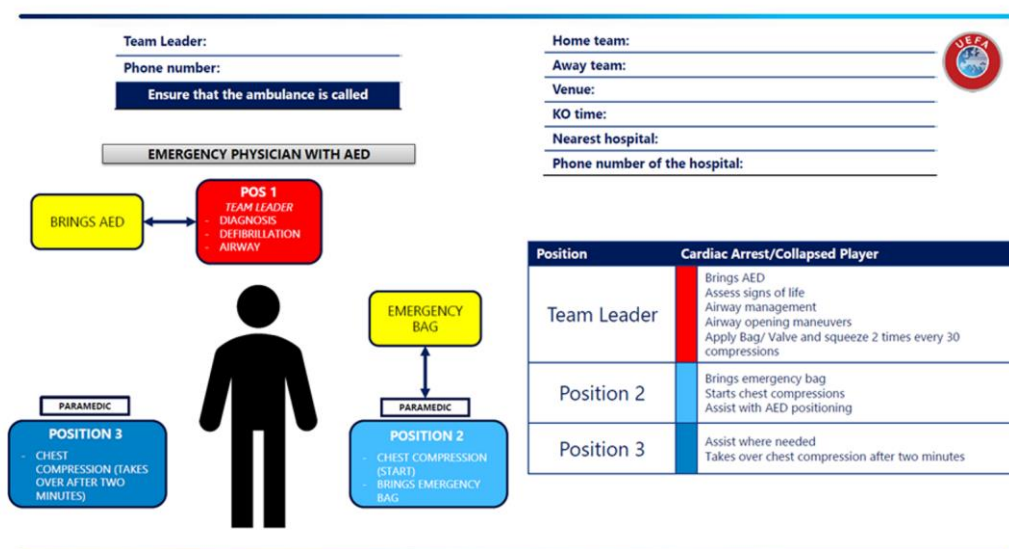 Team Leader:
Phone number:
Ensure that the ambulance is called
Home team:
Away team:
Venue:
KO time:
Nearest hospital:
Phone number of the hospital:
UEFA
EMERGENCY PHYSICIAN WITH AED
BRINGS AED
POS 1
TEAM LEADER
- DIAGNOSIS
- DEFIBRILLATION
- AIRWAY
EMERGENCY
BAG
PARAMEDIC
POSITION 3
- CHEST
COMPRESSION (TAKES
OVER AFTER TWO
MINUTES)
PARAMEDIC
POSITION 2
- CHEST COMPRESSION
(START)
- BRINGS EMERGENCY
BAG
Position Cardiac Arrest/Collapsed Player
Team Leader
Brings AED
Assess signs of life
Airway management
Airway opening maneuvers
Apply Bag/ Valve and squeeze 2 times every 30
compressions
Position 2
Brings emergency bag
Starts chest compressions
Assist with AED positioning
Position 3
Assist where needed
Takes over chest compression after two minutes